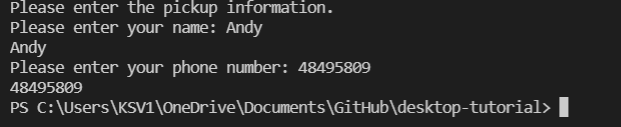 Please enter the pickup information.
Please enter your name: Andy
Andy
Please enter your phone number: 48495809
48495809
PS C:\Users\KSV1\OneDrive\Documents\GitHub\desktop-tutorial>